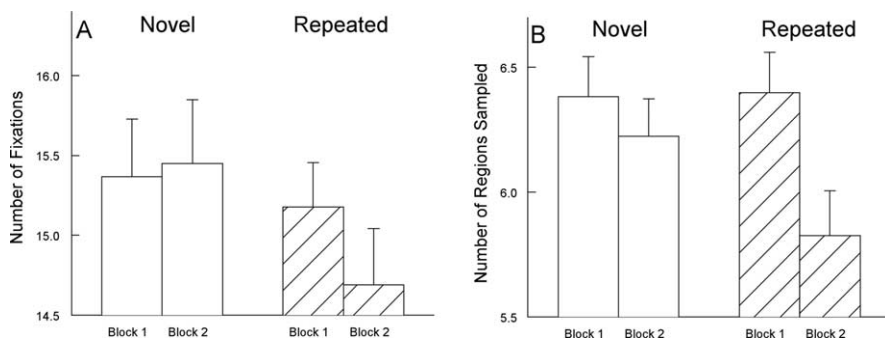 A
Novel
Repeated
Number of Fixations
16.0
15.5
15.0
14.5
Block 1
Block 2
Block 1
Block 2
B
Novel
Repeated
Number of Regions Sampled
6.5
6.0
5.5
Block 1
Block 2
Block 1
Block 2